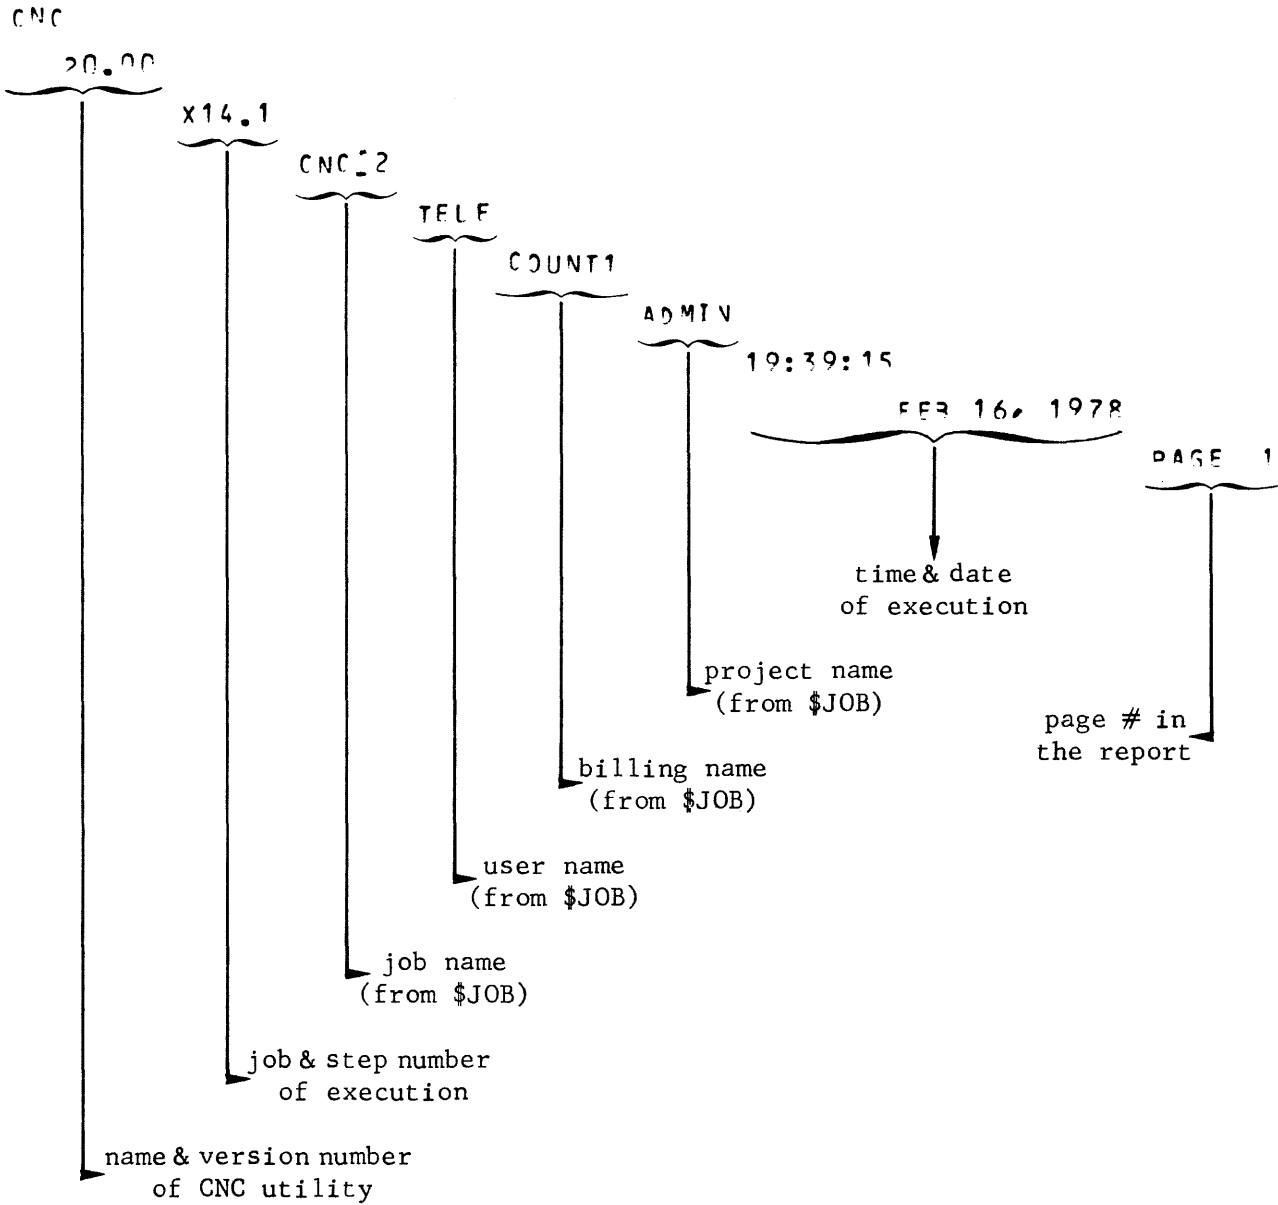 CNC
20.00
X14.1
CNC_2
TELE
COUNT1
ADMIN
19:39:15
FEB 16, 1978
PAGE 1
time & date
of execution
project name
(from $JOB)
page # in
the report
billing name
(from $JOB)
user name
(from $JOB)
job name
(from $JOB)
job & step number
of execution
name & version number
of CNC utility